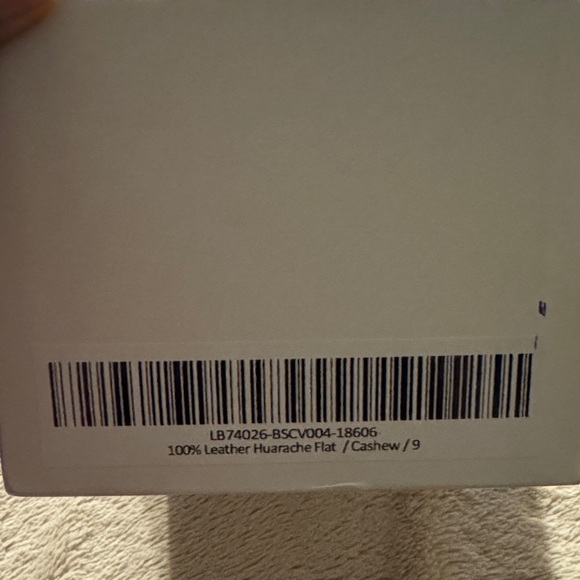 LB74026-BSCV004-18606
100% Leather Huarache Flat / Cashew / 9